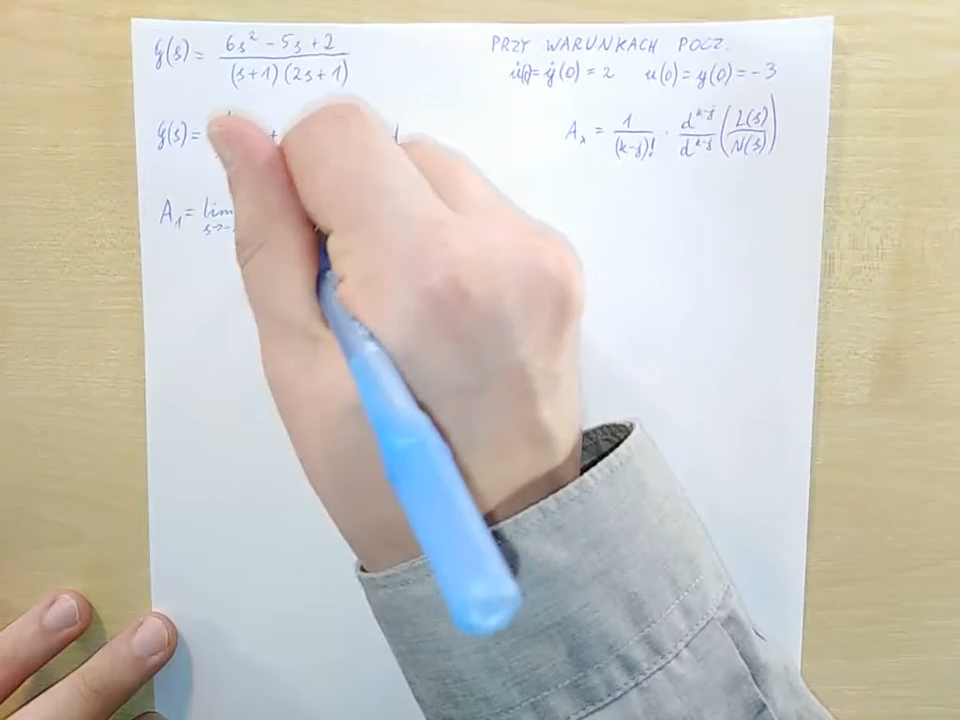 G(s) = (6s² - 5s + 2) / ((s+1)(2s+1))
PRZY WARUNKACH POCZ.
u̇(0) = ẏ(0) = 2 u(0) = y(0) = -3
G(s) =
Aₖ = 1/(k-j)! · d^(k-j)/d^(k-j) (L(s)/N(s))
A₁ = lim